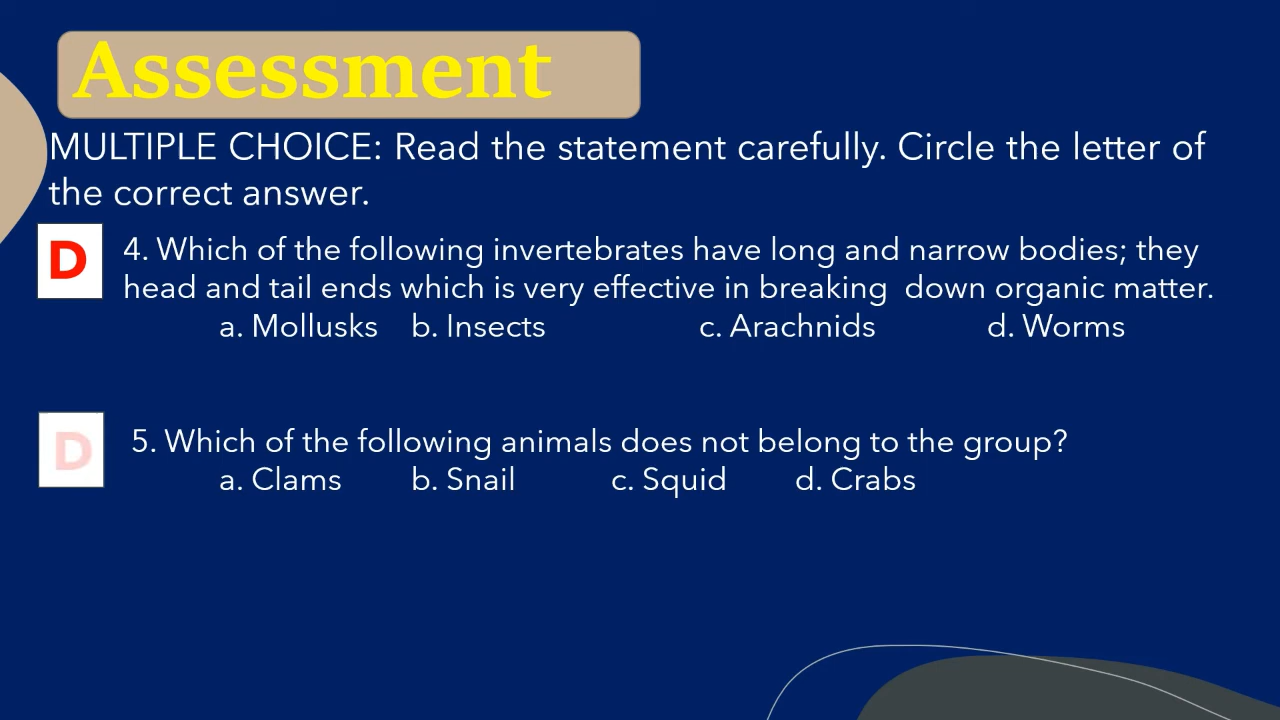 Assessment
MULTIPLE CHOICE: Read the statement carefully. Circle the letter of
the correct answer.
D
4. Which of the following invertebrates have long and narrow bodies; they
head and tail ends which is very effective in breaking down organic matter.
a. Mollusks b. Insects c. Arachnids d. Worms
D
5. Which of the following animals does not belong to the group?
a. Clams b. Snail c. Squid d. Crabs